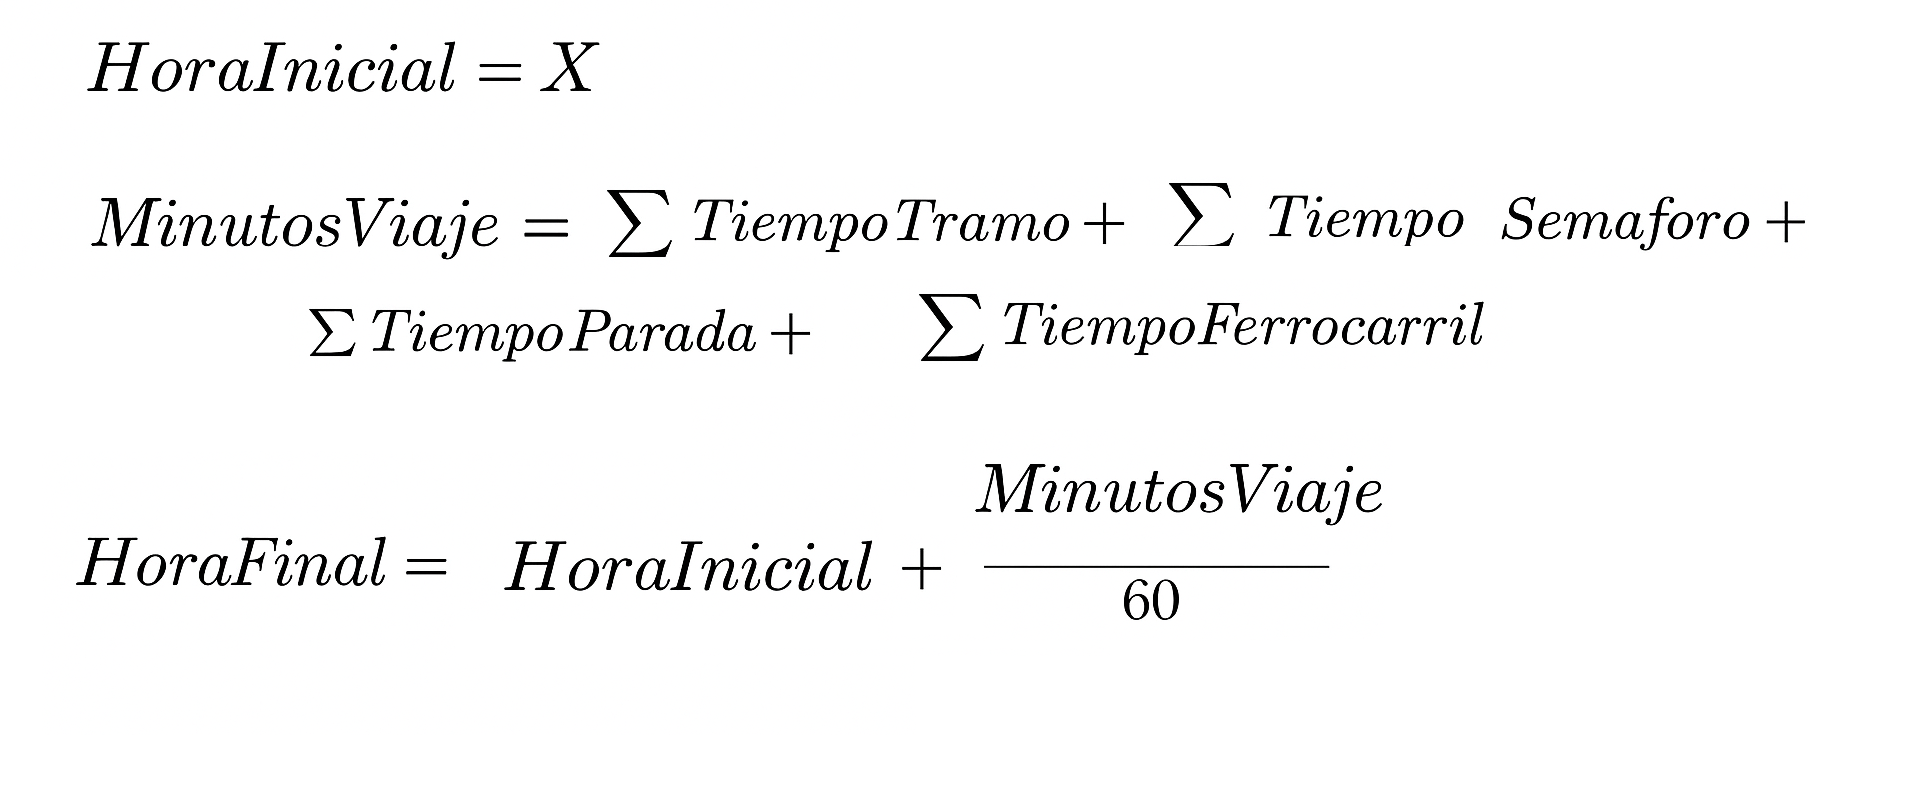 HoraInicial = X
MinutosViaje = ∑ TiempoTramo + ∑ Tiempo Semaforo +
∑ TiempoParada + ∑ TiempoFerrocarril
HoraFinal = HoraInicial + MinutosViaje / 60